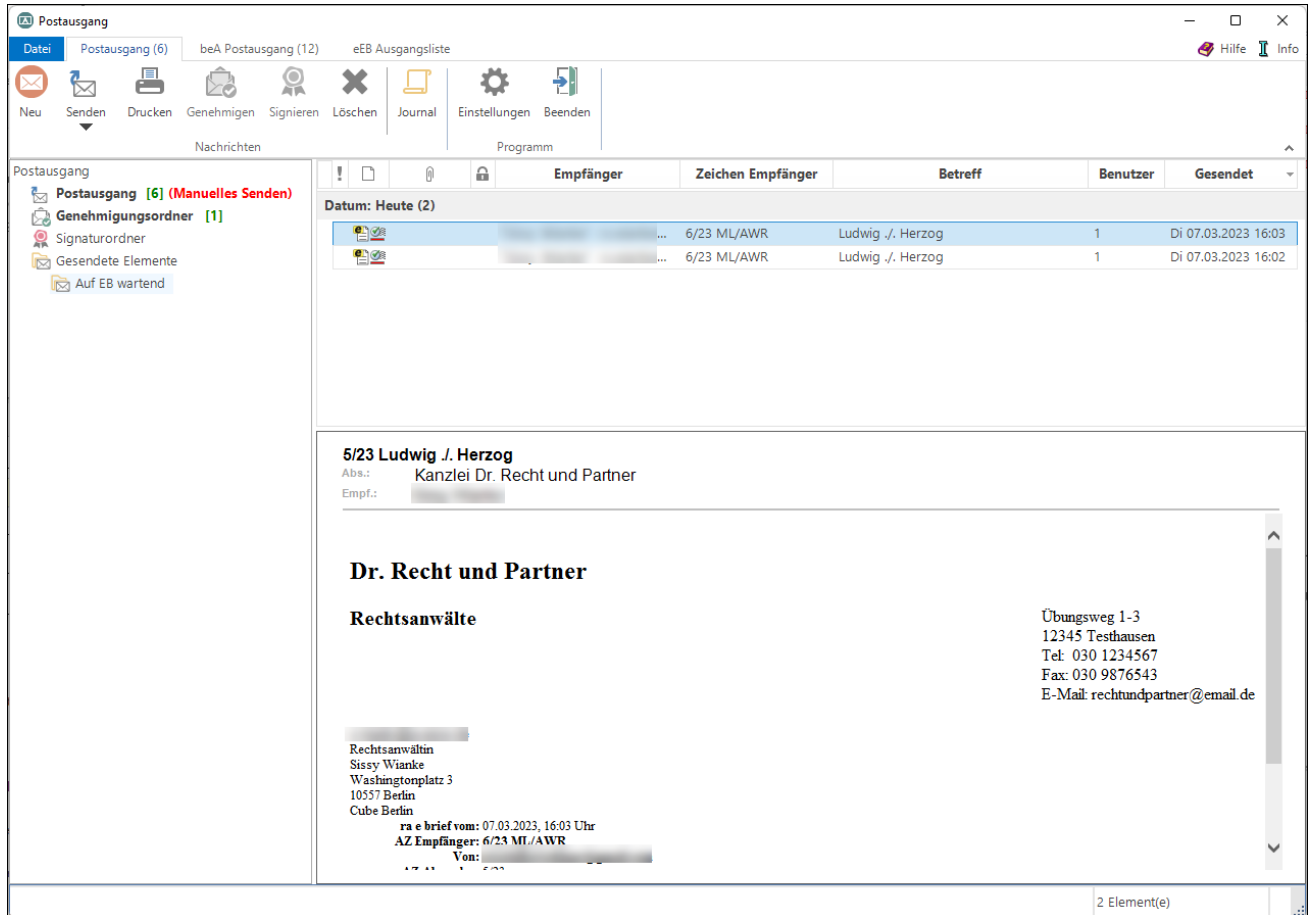 Postausgang
Datei Postausgang (6) beA Postausgang (12) eEB Ausgangsliste Hilfe Info
Neu Senden Drucken Genehmigen Signieren Löschen Journal Einstellungen Beenden
Nachrichten Programm
Postausgang
Postausgang [6] (Manuelles Senden)
Genehmigungsordner [1]
Signaturordner
Gesendete Elemente
Auf EB wartend
! Empfänger Zeichen Empfänger Betreff Benutzer Gesendet
Datum: Heute (2)
... 6/23 ML/AWR Ludwig ./. Herzog 1 Di 07.03.2023 16:03
... 6/23 ML/AWR Ludwig ./. Herzog 1 Di 07.03.2023 16:02
5/23 Ludwig ./. Herzog
Abs.: Kanzlei Dr. Recht und Partner
Empf.:
Dr. Recht und Partner
Rechtsanwälte
Übungsweg 1-3
12345 Testhausen
Tel: 030 1234567
Fax: 030 9876543
E-Mail: rechtundpartner@email.de
Rechtsanwältin
Sissy Wianke
Washingtonplatz 3
10557 Berlin
Cube Berlin
ra e brief vom: 07.03.2023, 16:03 Uhr
AZ Empfänger: 6/23 ML/AWR
Von:
2 Element(e)